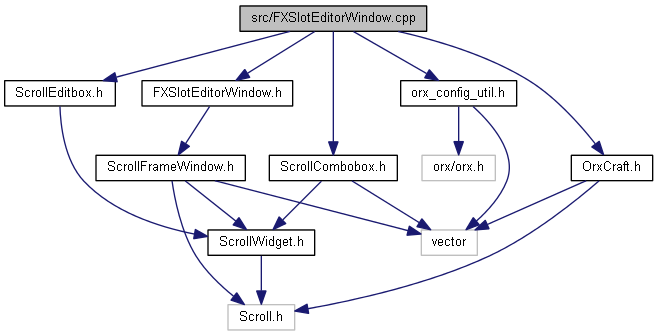 src/FXSlotEditorWindow.cpp
ScrollEditbox.h
FXSlotEditorWindow.h
orx_config_util.h
ScrollFrameWindow.h
ScrollCombobox.h
orx/orx.h
OrxCraft.h
ScrollWidget.h
vector
Scroll.h